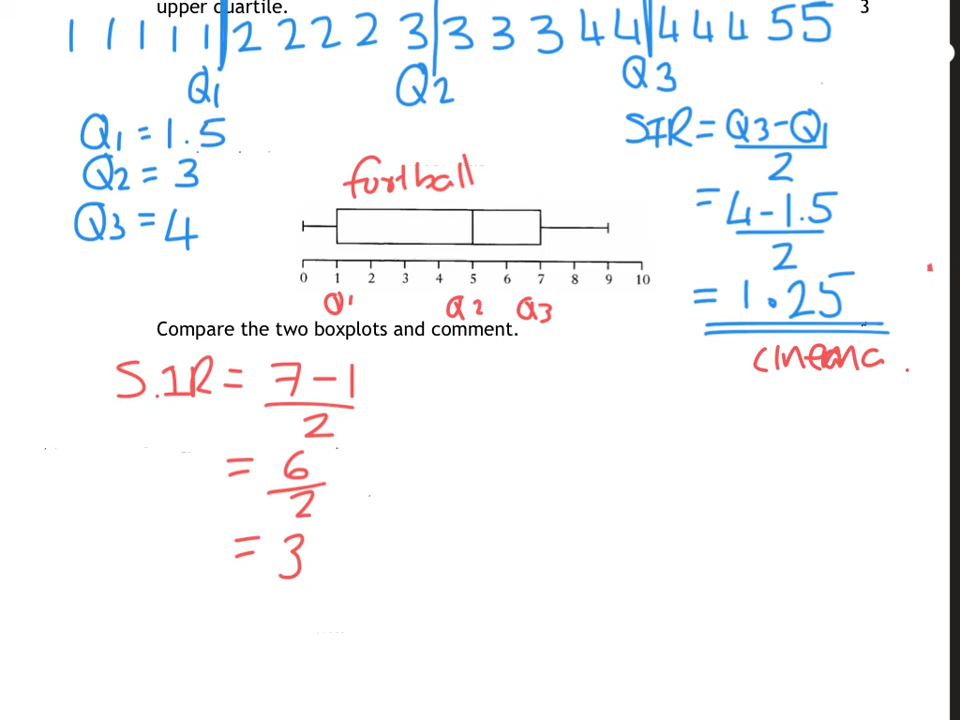 upper quartile.
3
1 1 1 1 1 | 2 2 2 2 3 | 3 3 3 4 4 | 4 4 4 5 5
Q1 Q2 Q3
Q1 = 1.5
Q2 = 3
Q3 = 4
SIR = Q3-Q1
2
= 4-1.5
2
= 1.25
football
0 1 2 3 4 5 6 7 8 9 10
Q1 Q2 Q3
Compare the two boxplots and comment.
S.IR = 7-1
2
= 6
2
= 3